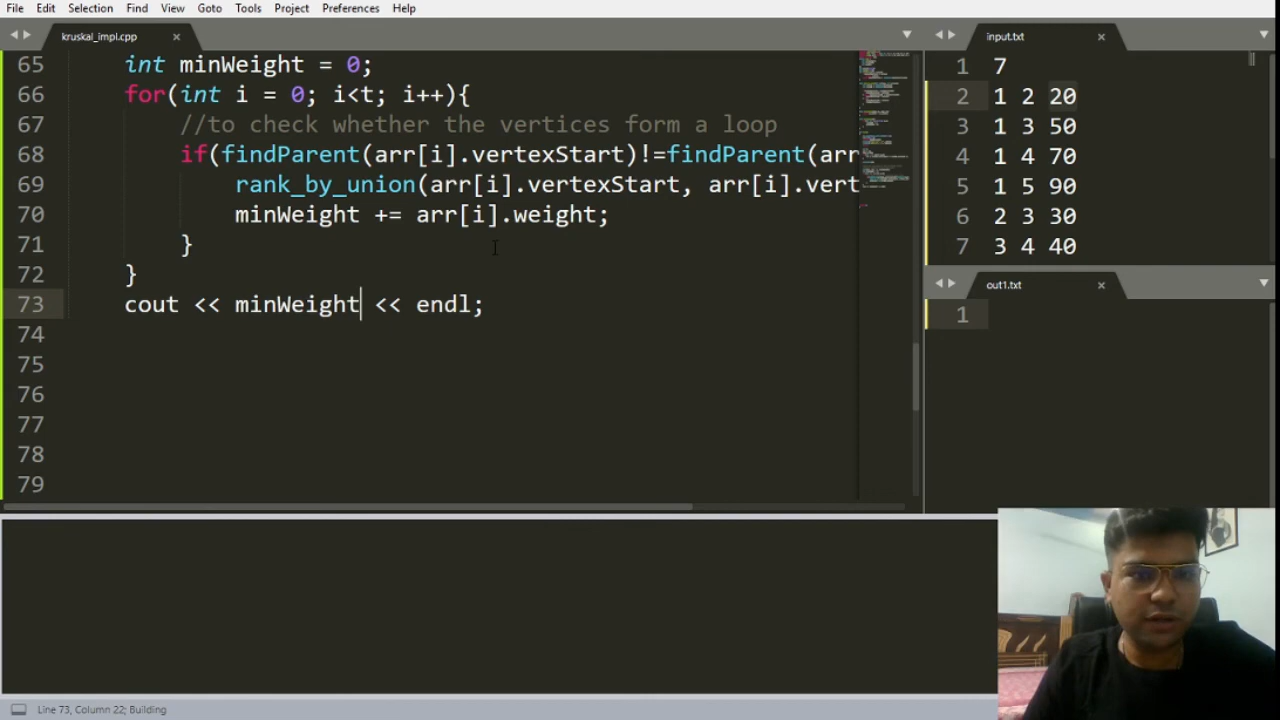 File Edit Selection Find View Goto Tools Project Preferences Help
kruskal_impl.cpp
65 int minWeight = 0;
66 for(int i = 0; i<t; i++){
67 //to check whether the vertices form a loop
68 if(findParent(arr[i].vertexStart)!=findParent(arr
69 rank_by_union(arr[i].vertexStart, arr[i].vert
70 minWeight += arr[i].weight;
71 }
72 }
73 cout << minWeight << endl;
74
75
76
77
78
79
input.txt
1 7
2 1 2 20
3 1 3 50
4 1 4 70
5 1 5 90
6 2 3 30
7 3 4 40
out1.txt
1
Line 73, Column 22; Building